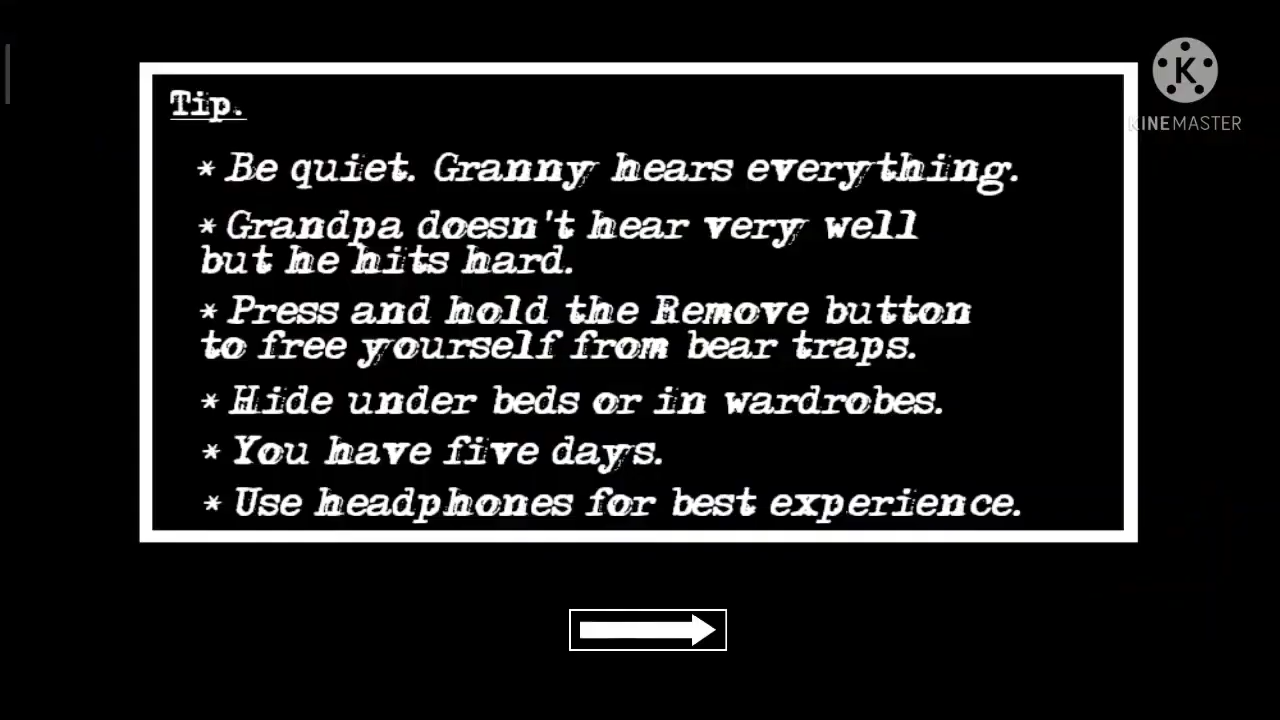 Tip.
* Be quiet. Granny hears everything.
* Grandpa doesn't hear very well
but he hits hard.
* Press and hold the Remove button
to free yourself from bear traps.
* Hide under beds or in wardrobes.
* You have five days.
* Use headphones for best experience.
K
KINEMASTER